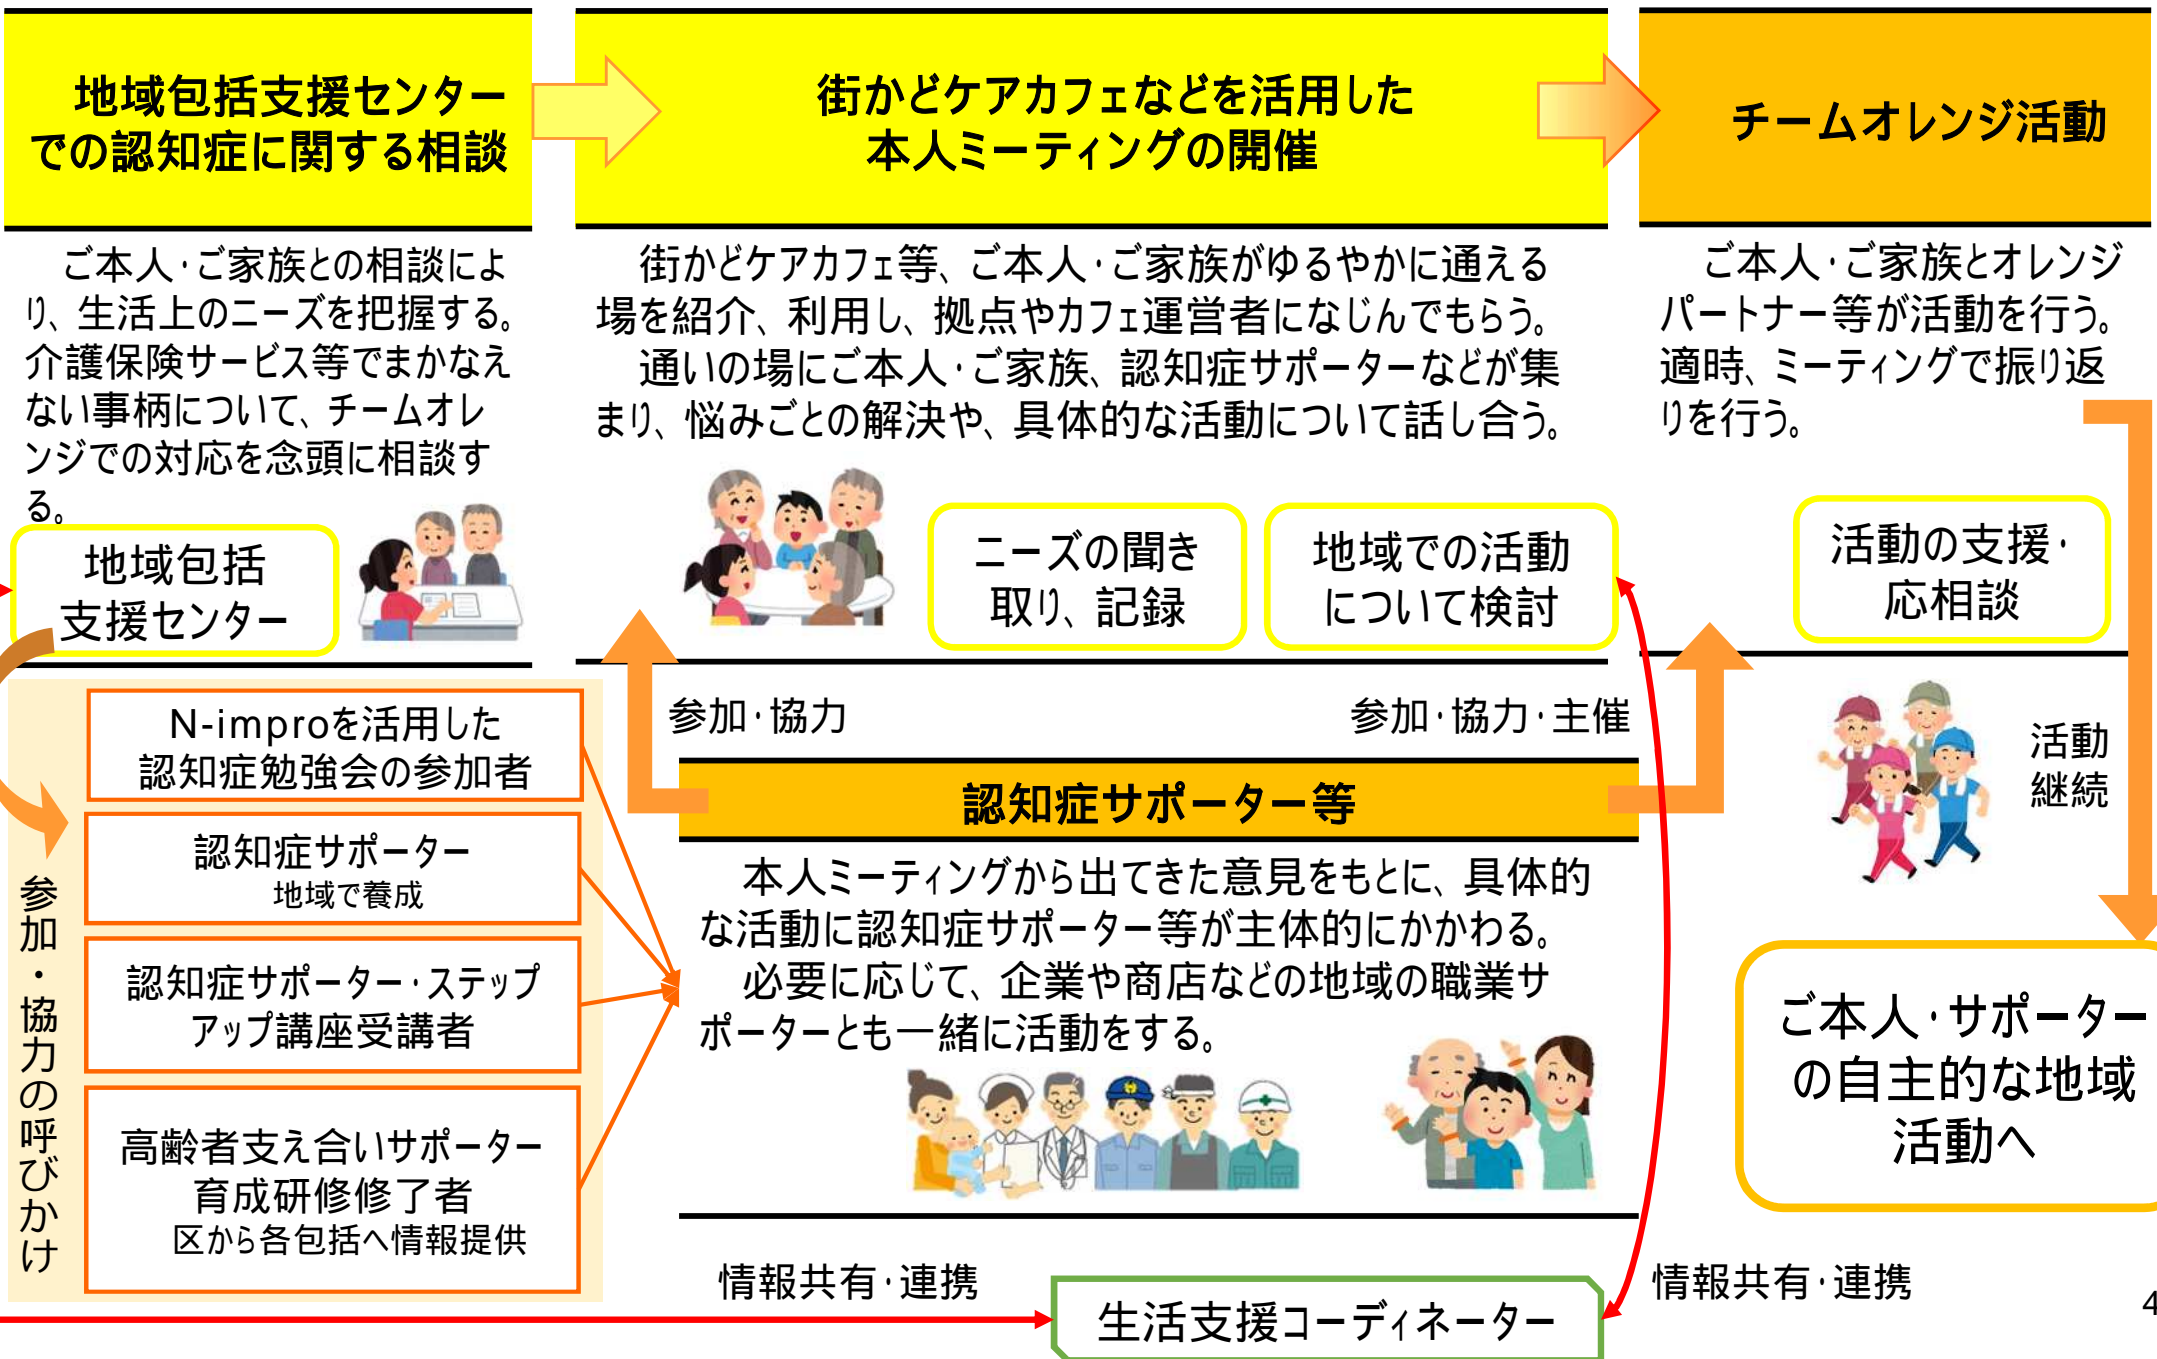 地域包括支援センター
での認知症に関する相談
街かどケアカフェなどを活用した
本人ミーティングの開催
チームオレンジ活動
ご本人・ご家族との相談によ
り、生活上のニーズを把握する。
介護保険サービス等でまかなえ
ない事柄について、チームオレ
ンジでの対応を念頭に相談す
る。
街かどケアカフェ等、ご本人・ご家族がゆるやかに通える
場を紹介、利用し、拠点やカフェ運営者になじんでもらう。
通いの場にご本人・ご家族、認知症サポーターなどが集
まり、悩みごとの解決や、具体的な活動について話し合う。
ご本人・ご家族とオレンジ
パートナー等が活動を行う。
適時、ミーティングで振り返
りを行う。
地域包括
支援センター
ニーズの聞き
取り、記録
地域での活動
について検討
活動の支援・
応相談
参加・協力
参加・協力・主催
活動
継続
N-improを活用した
認知症勉強会の参加者
認知症サポーター
地域で養成
認知症サポーター・ステップ
アップ講座受講者
高齢者支え合いサポーター
育成研修修了者
区から各包括へ情報提供
参加・協力の呼びかけ
認知症サポーター等
本人ミーティングから出てきた意見をもとに、具体的
な活動に認知症サポーター等が主体的にかかわる。
必要に応じて、企業や商店などの地域の職業サ
ポーターとも一緒に活動をする。
ご本人・サポーター
の自主的な地域
活動へ
情報共有・連携
生活支援コーディネーター
情報共有・連携
4